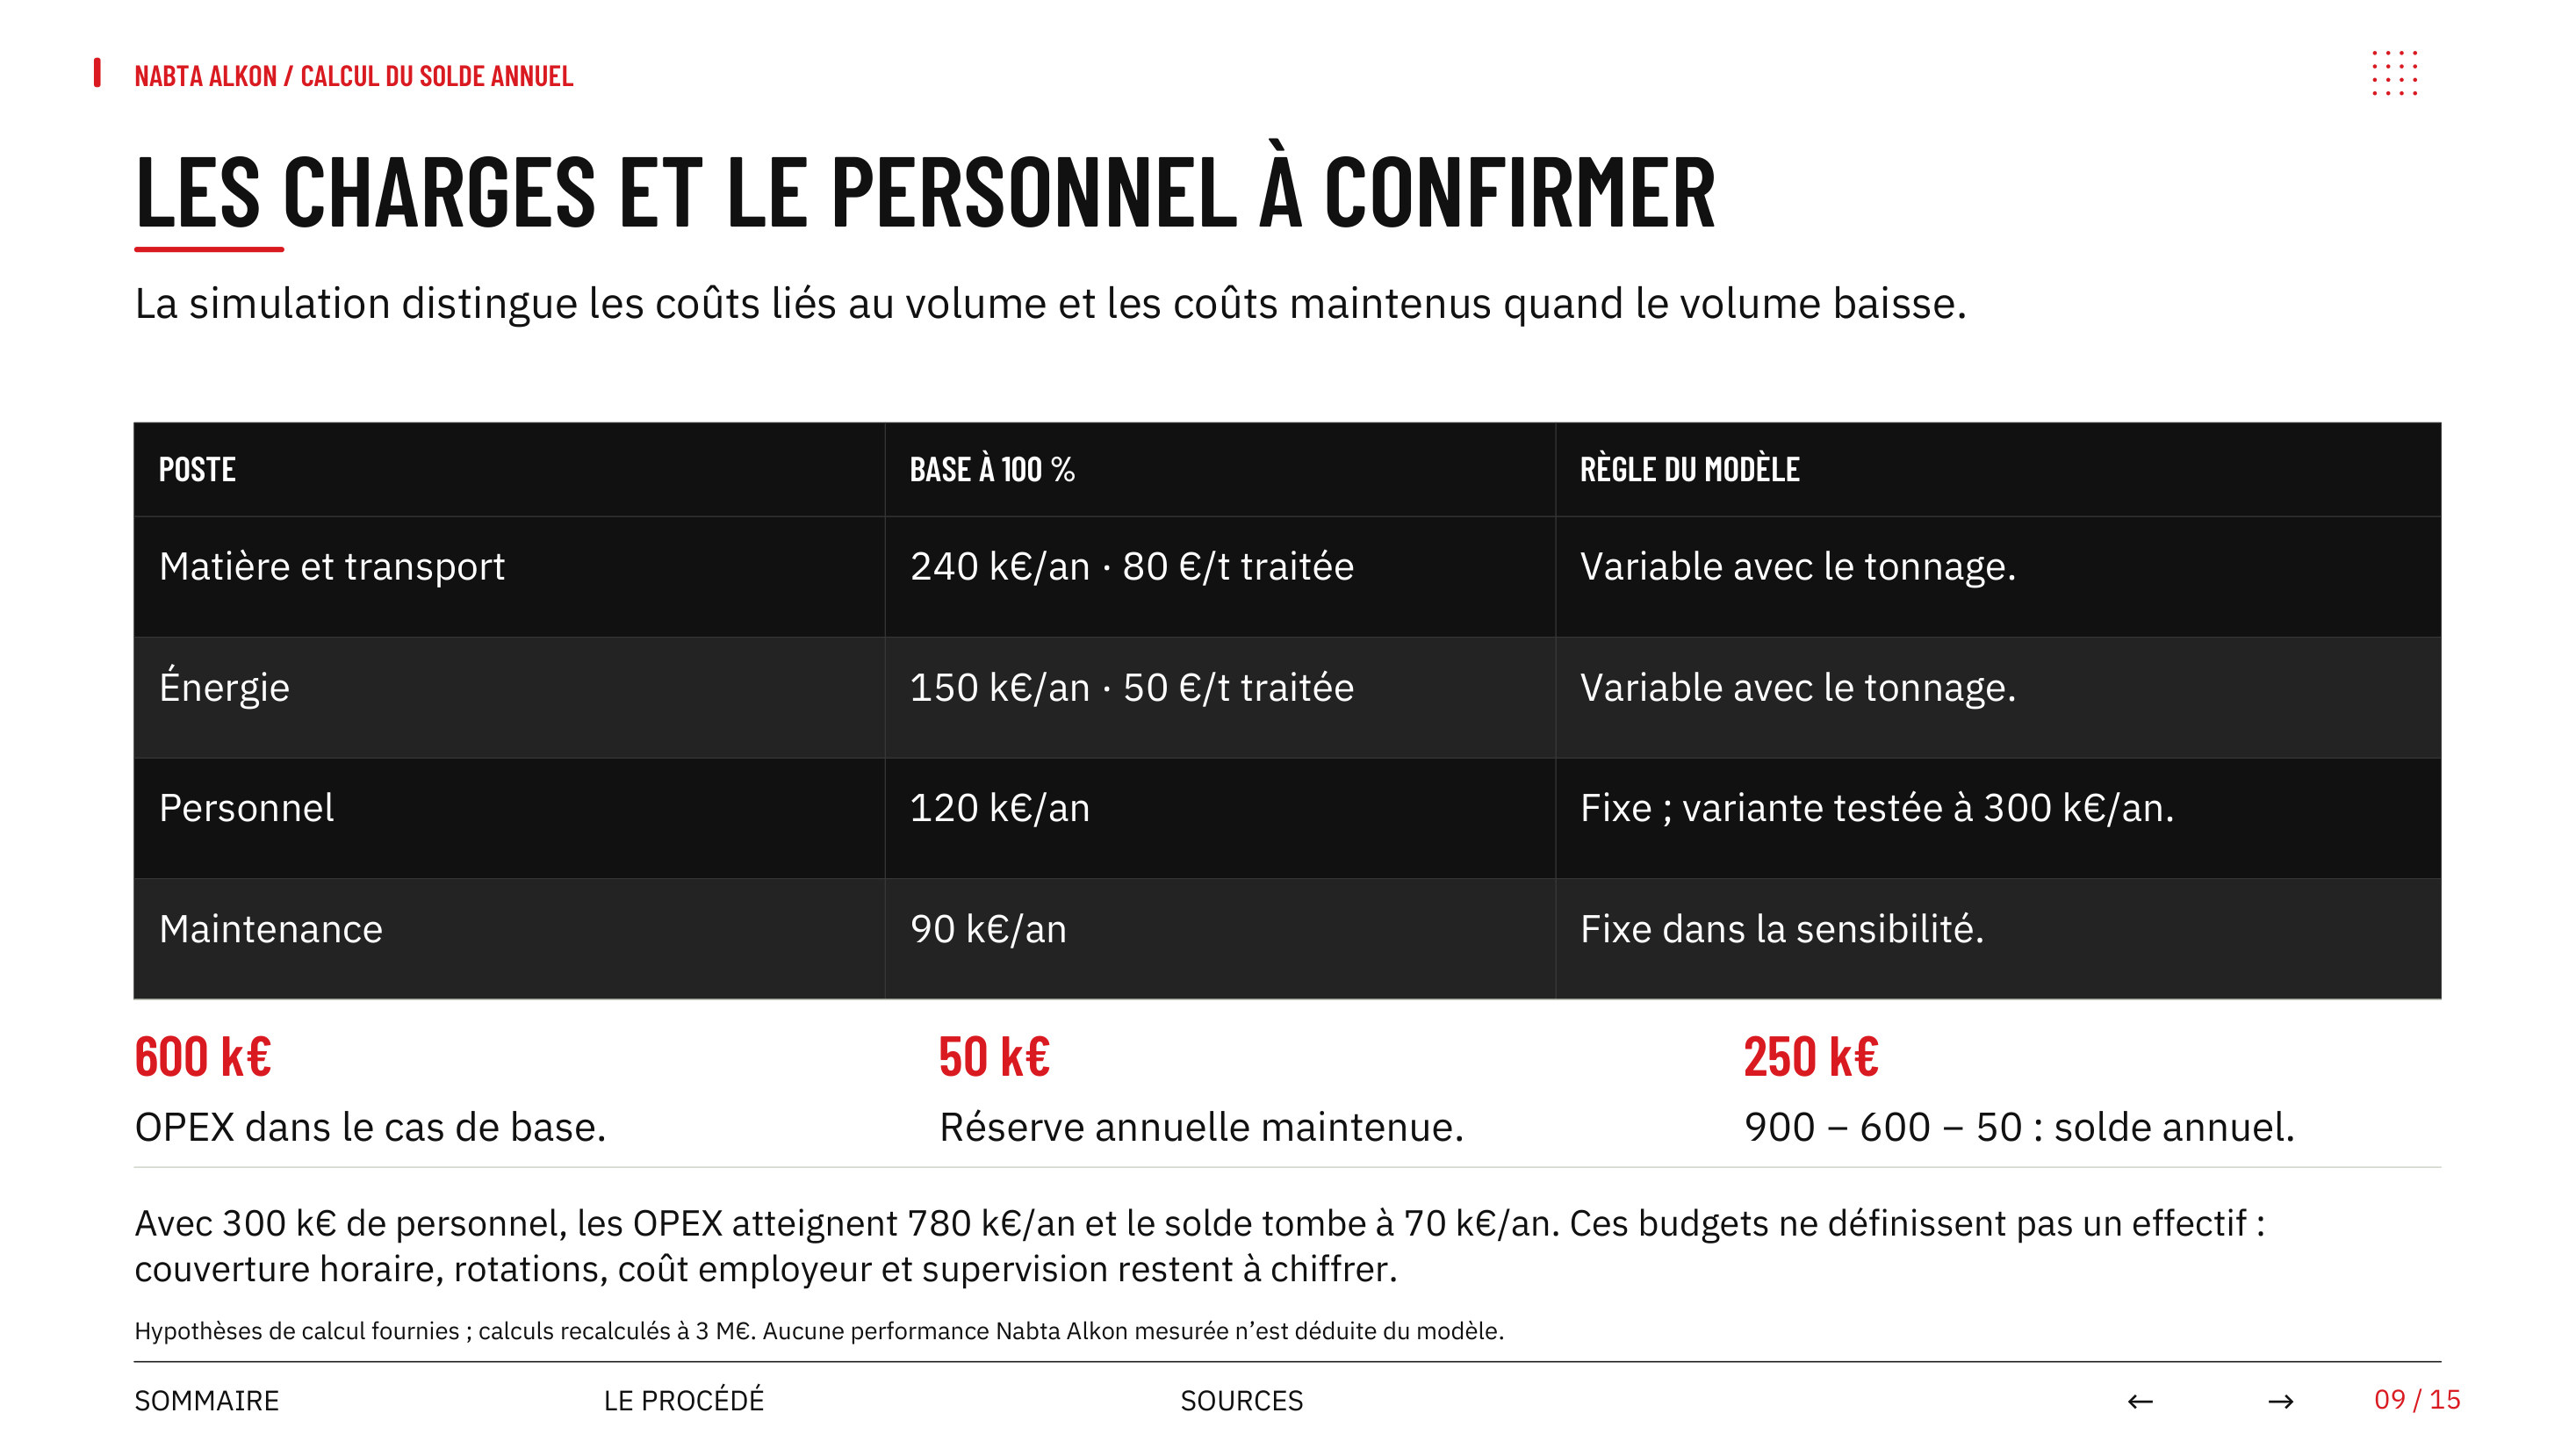 NABTA ALKON / CALCUL DU SOLDE ANNUEL
LES CHARGES ET LE PERSONNEL À CONFIRMER
La simulation distingue les coûts liés au volume et les coûts maintenus quand le volume baisse.
POSTE BASE À 100 % RÈGLE DU MODÈLE
Matière et transport 240 k€/an · 80 €/t traitée Variable avec le tonnage.
Énergie 150 k€/an · 50 €/t traitée Variable avec le tonnage.
Personnel 120 k€/an Fixe ; variante testée à 300 k€/an.
Maintenance 90 k€/an Fixe dans la sensibilité.
600 k€ 50 k€ 250 k€
OPEX dans le cas de base. Réserve annuelle maintenue. 900 – 600 – 50 : solde annuel.
Avec 300 k€ de personnel, les OPEX atteignent 780 k€/an et le solde tombe à 70 k€/an. Ces budgets ne définissent pas un effectif :
couverture horaire, rotations, coût employeur et supervision restent à chiffrer.
Hypothèses de calcul fournies ; calculs recalculés à 3 M€. Aucune performance Nabta Alkon mesurée n’est déduite du modèle.
SOMMAIRE LE PROCÉDÉ SOURCES ← → 09 / 15